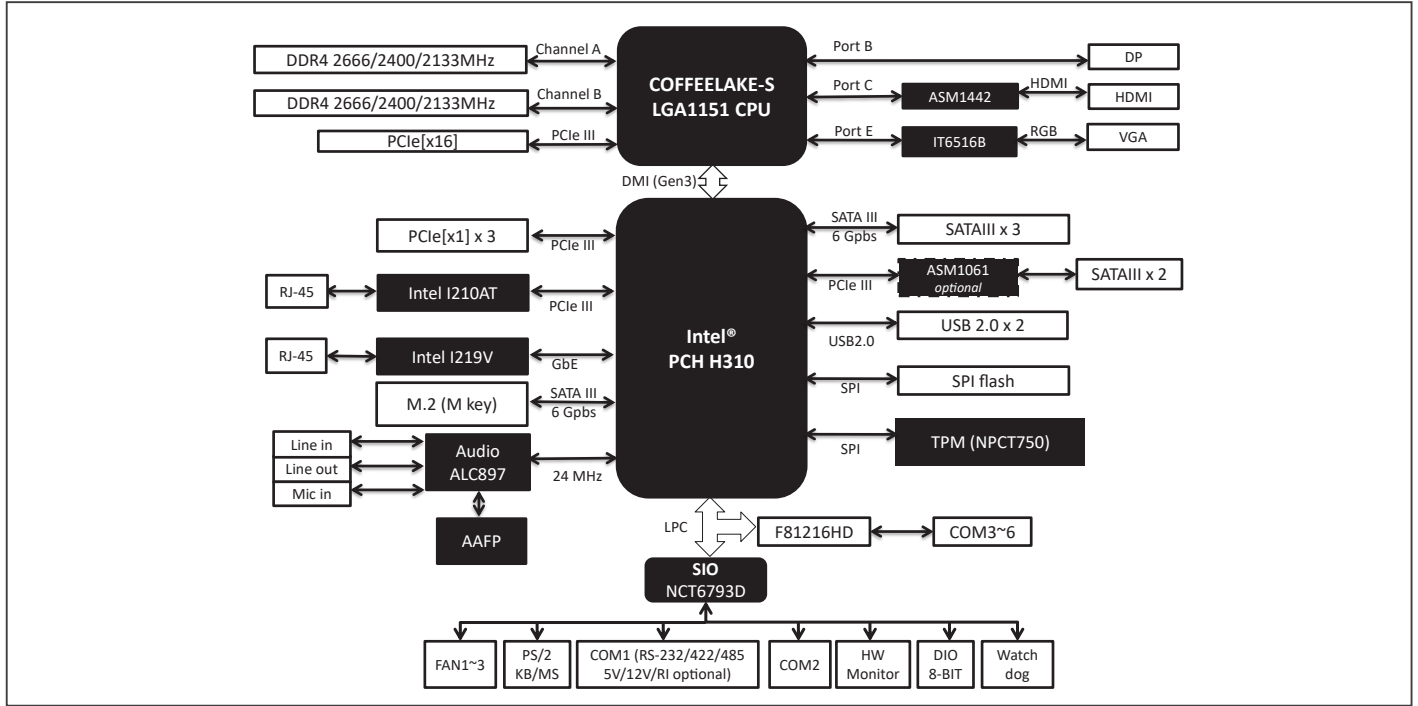 DDR4 2666/2400/2133MHz
Channel A
DDR4 2666/2400/2133MHz
Channel B
PCIe[x16]
PCIe III
COFFEELAKE-S
LGA1151 CPU
Port B
DP
Port C
ASM1442
HDMI
HDMI
Port E
IT6516B
RGB
VGA
DMI (Gen3)
PCIe[x1] x 3
PCIe III
RJ-45
Intel I210AT
PCIe III
RJ-45
Intel I219V
GbE
M.2 (M key)
SATA III
6 Gpbs
Line in
Line out
Mic in
Audio
ALC897
24 MHz
AAFP
Intel®
PCH H310
SATA III
6 Gpbs
SATAIII x 3
PCIe III
ASM1061
optional
SATAIII x 2
USB2.0
USB 2.0 x 2
SPI
SPI flash
SPI
TPM (NPCT750)
LPC
F81216HD
COM3~6
SIO
NCT6793D
FAN1~3
PS/2
KB/MS
COM1 (RS-232/422/485
5V/12V/RI optional)
COM2
HW
Monitor
DIO
8-BIT
Watch
dog